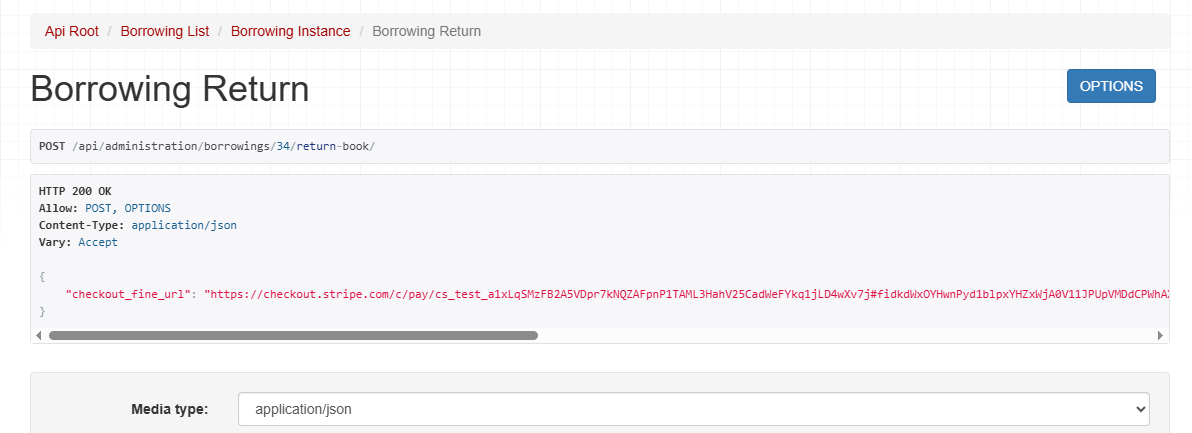 Api Root / Borrowing List / Borrowing Instance / Borrowing Return
Borrowing Return
OPTIONS
POST /api/administration/borrowings/34/return-book/
HTTP 200 OK
Allow: POST, OPTIONS
Content-Type: application/json
Vary: Accept
{
"checkout_fine_url": "https://checkout.stripe.com/c/pay/cs_test_a1xLqSMzFB2A5VDpr7kNQZAFpnP1TAML3HahV25CadWeFYkq1jLD4wXv7j#fidkdWxOYHwnPyd1blpxYHZxWjA0V11JPUpVMDdCPWhA
}
Media type:
application/json